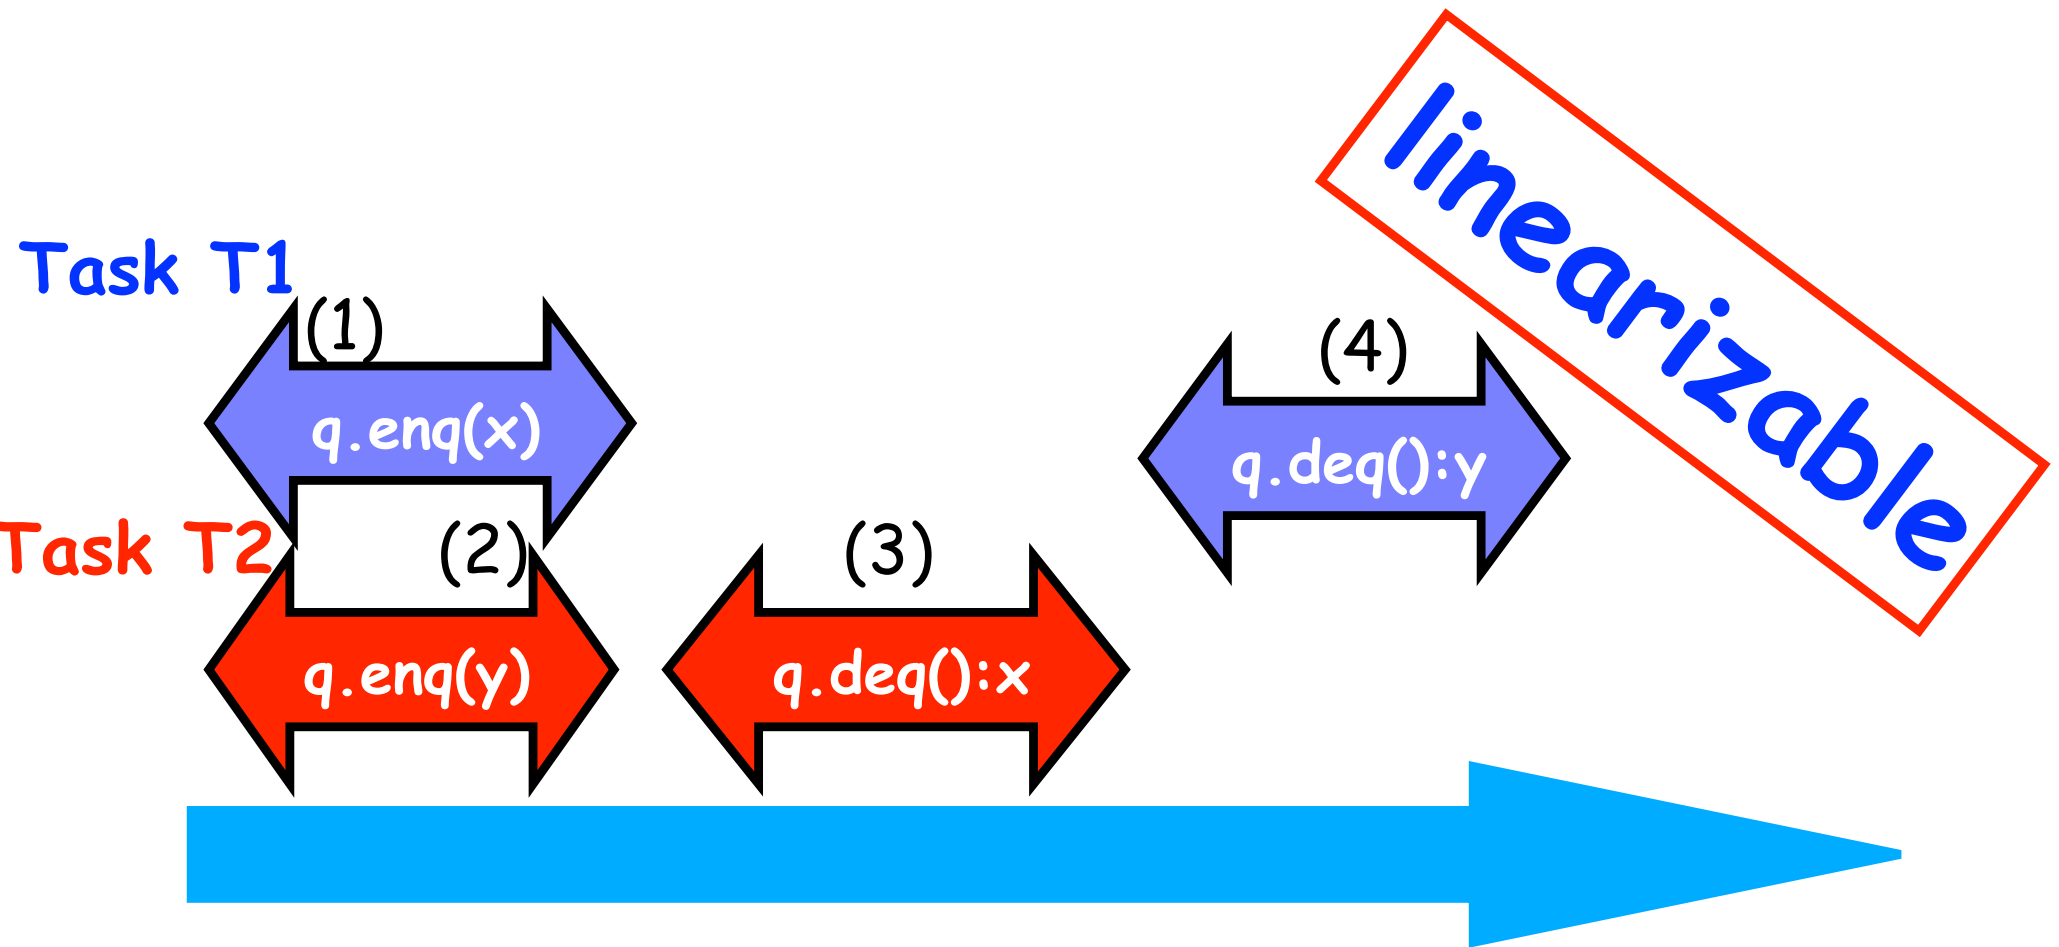 linearizable
Task T1
(1)
q.enq(x)
(4)
q.deq():y
Task T2
(2)
q.enq(y)
(3)
q.deq():x